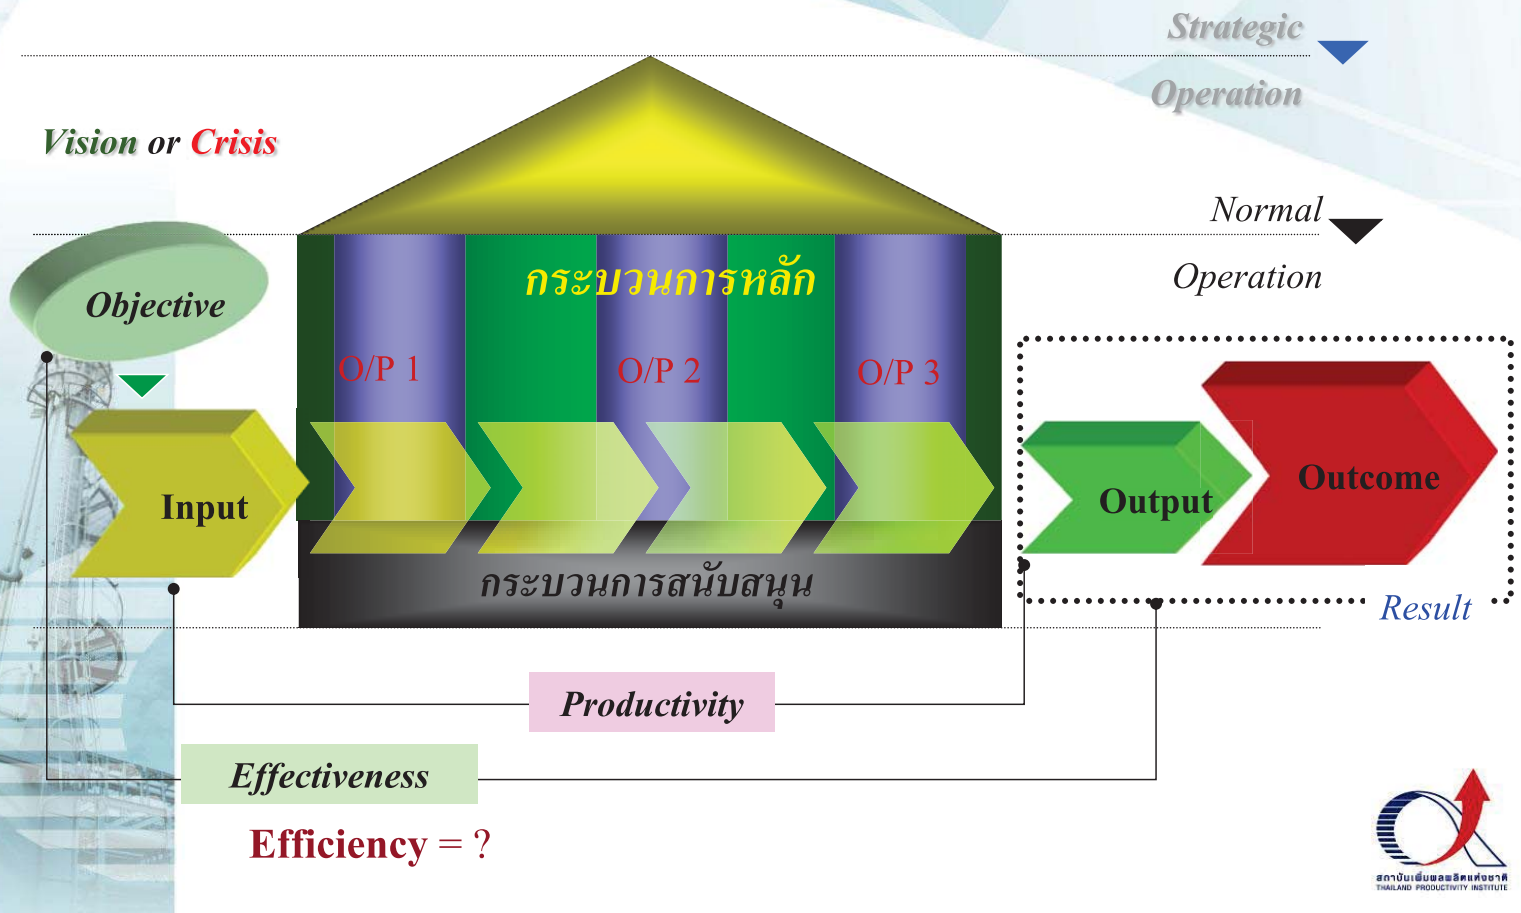 Strategic
Operation
Vision or Crisis
Normal
Operation
Objective
กระบวนการหลัก
O/P 1
O/P 2
O/P 3
Input
Output
Outcome
กระบวนการสนับสนุน
Result
Productivity
Effectiveness
Efficiency = ?
สถาบันเพิ่มผลผลิตแห่งชาติ
THAILAND PRODUCTIVITY INSTITUTE